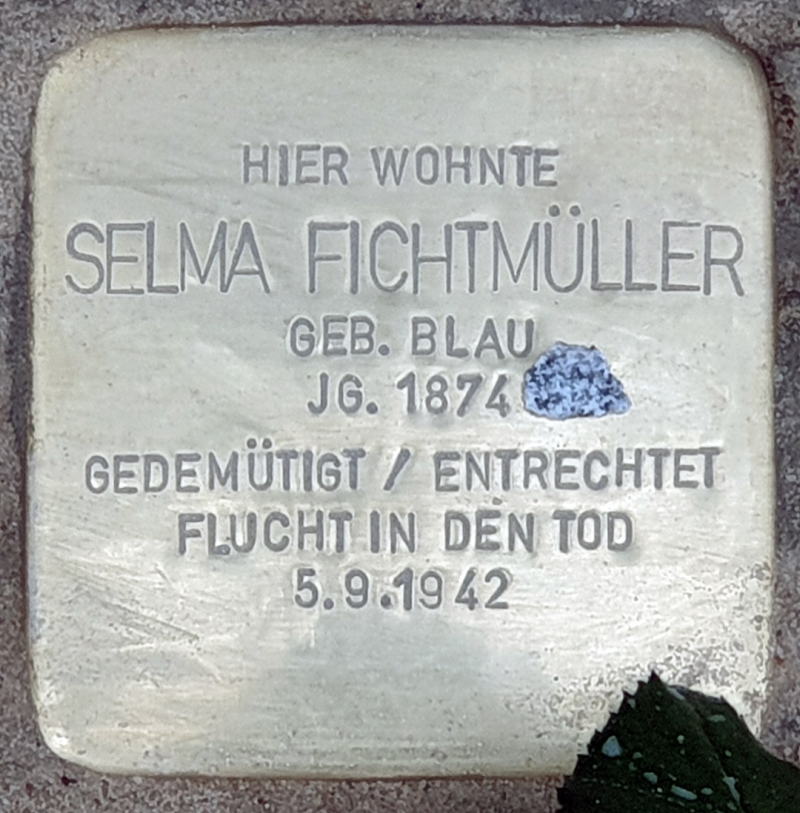 HIER WOHNTE
SELMA FICHTMÜLLER
GEB. BLAU
JG. 1874
GEDEMÜTIGT / ENTRECHTET
FLUCHT IN DEN TOD
5.9.1942